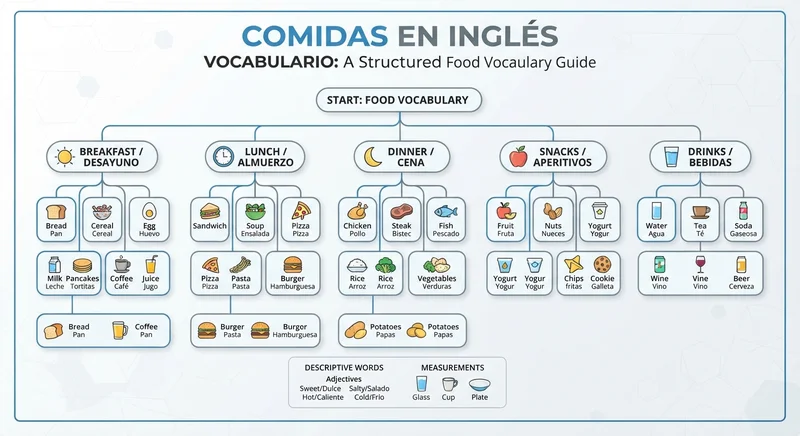 COMIDAS EN INGLÉS
VOCABULARIO: A Structured Food Vocaulary Guide
START: FOOD VOCABULARY
BREAKFAST /
DESAYUNO
LUNCH /
ALMUERZO
DINNER /
CENA
SNACKS /
APERITIVOS
DRINKS /
BEBIDAS
Bread
Pan
Cereal
Cereal
Egg
Huevo
Sandwich
Soup
Ensalada
Pizza
Pizza
Chicken
Pollo
Steak
Bistec
Fish
Pescado
Fruit
Fruta
Nuts
Nueces
Yogurt
Yogur
Water
Agua
Tea
Té
Soda
Gaseosa
Milk
Leche
Pancakes
Tortitas
Coffee
Café
Juice
Jugo
Pizza
Pizza
Pasta
Pasta
Burger
Hamburguesa
Rice
Arroz
Rice
Arroz
Vegetables
Verduras
Yogurt
Yogur
Yogurt
Yogur
Chips
fritas
Cookie
Galleta
Wine
Vino
Vino
Vino
Beer
Cerveza
Bread
Pan
Coffee
Pan
Burger
Pasta
Burgor
Hamburguesa
Potatoes
Papas
Potatoes
Papas
DESCRIPTIVE WORDS
Adjectives
Sweet/Dulce Salty/Salado
Hot/Caliente Cold/Frío
MEASUREMENTS
Glass Cup Plate